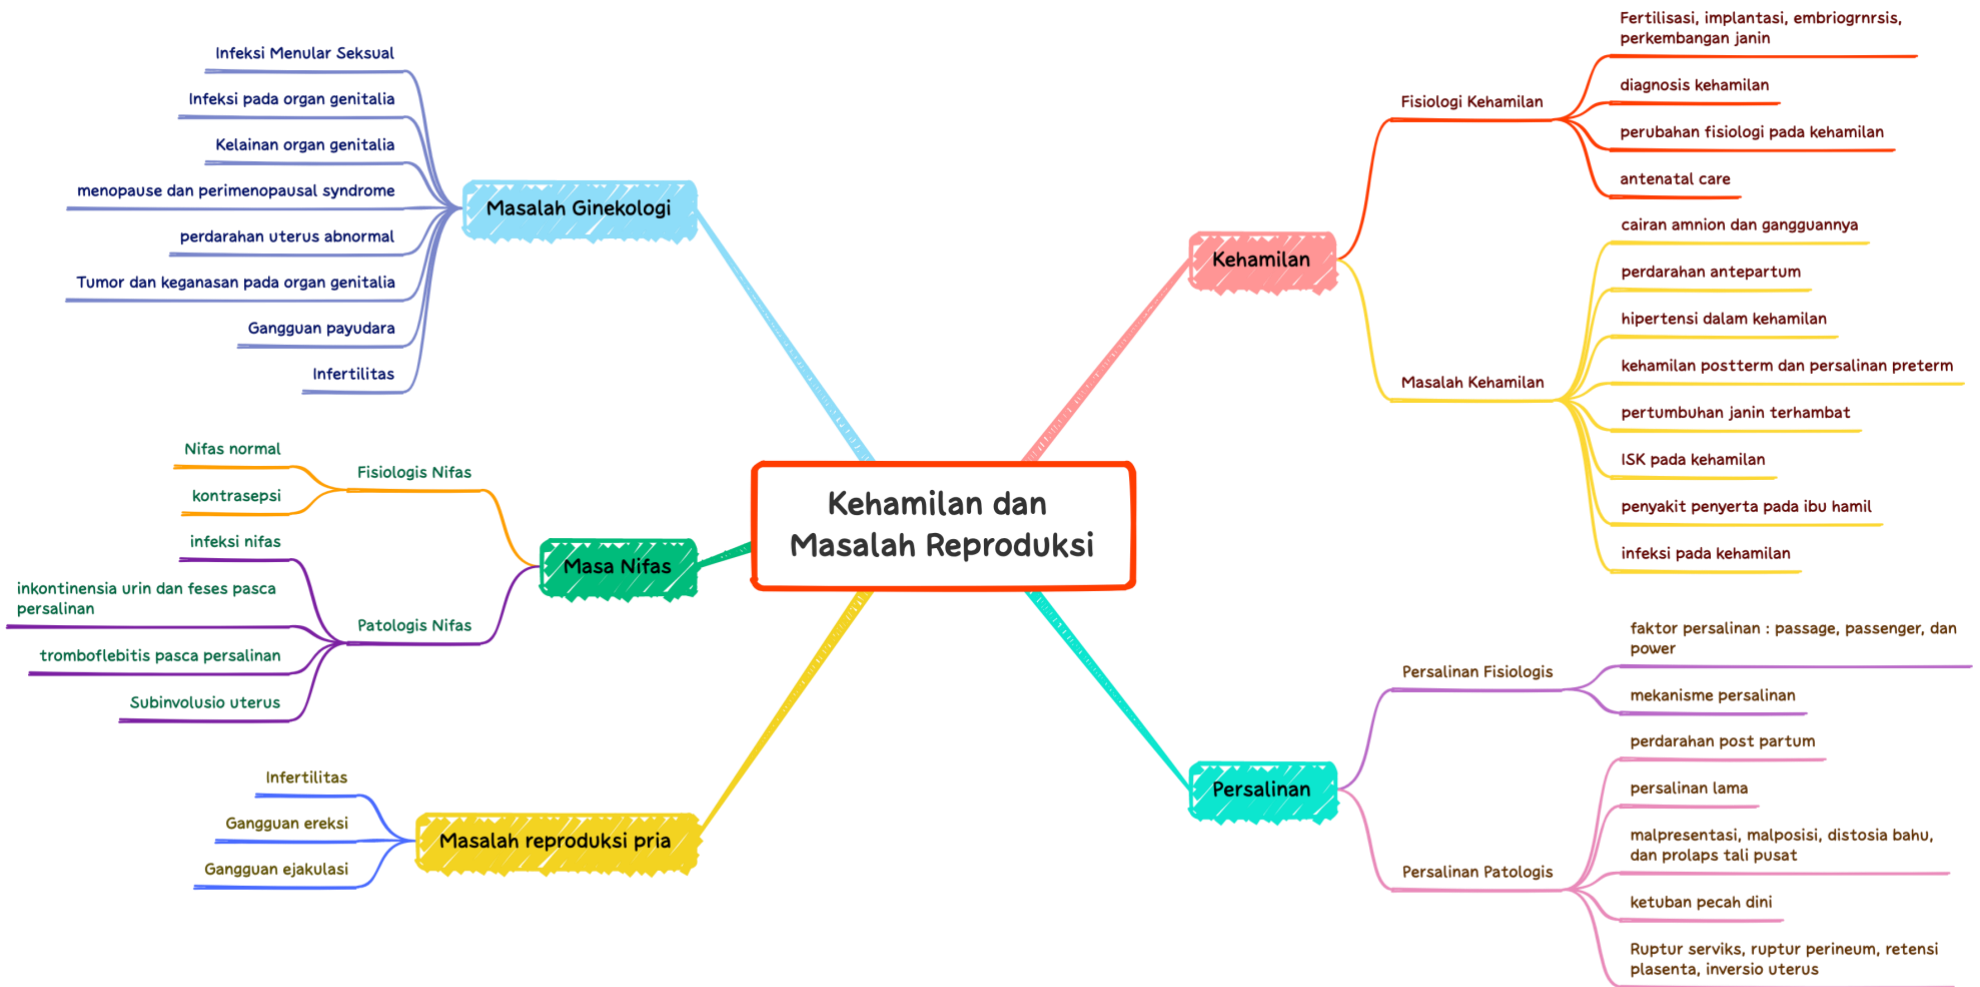 Kehamilan dan
Masalah Reproduksi
Kehamilan
Fisiologi Kehamilan
Fertilisasi, implantasi, embriogrnrsis,
perkembangan janin
diagnosis kehamilan
perubahan fisiologi pada kehamilan
antenatal care
Masalah Kehamilan
cairan amnion dan gangguannya
perdarahan antepartum
hipertensi dalam kehamilan
kehamilan postterm dan persalinan preterm
pertumbuhan janin terhambat
ISK pada kehamilan
penyakit penyerta pada ibu hamil
infeksi pada kehamilan
Persalinan
Persalinan Fisiologis
faktor persalinan : passage, passenger, dan
power
mekanisme persalinan
Persalinan Patologis
perdarahan post partum
persalinan lama
malpresentasi, malposisi, distosia bahu,
dan prolaps tali pusat
ketuban pecah dini
Ruptur serviks, ruptur perineum, retensi
plasenta, inversio uterus
Masalah Ginekologi
Infeksi Menular Seksual
Infeksi pada organ genitalia
Kelainan organ genitalia
menopause dan perimenopausal syndrome
perdarahan uterus abnormal
Tumor dan keganasan pada organ genitalia
Gangguan payudara
Infertilitas
Masa Nifas
Fisiologis Nifas
Nifas normal
kontrasepsi
Patologis Nifas
infeksi nifas
inkontinensia urin dan feses pasca
persalinan
tromboflebitis pasca persalinan
Subinvolusio uterus
Masalah reproduksi pria
Infertilitas
Gangguan ereksi
Gangguan ejakulasi